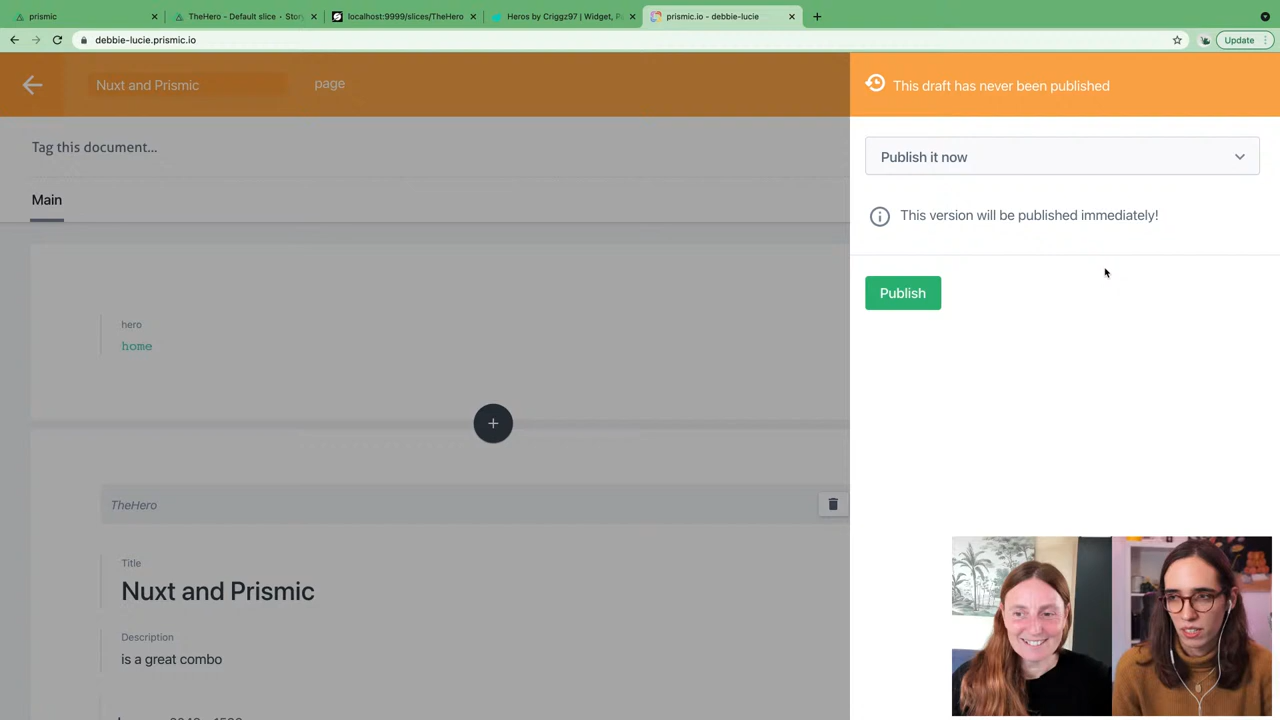 prismic
TheHero - Default slice · Story
localhost:9999/slices/TheHero
Heros by Criggz97 | Widget, Pu
prismic.io - debbie-lucie
debbie-lucie.prismic.io
Update
Nuxt and Prismic
page
This draft has never been published
Tag this document...
Publish it now
Main
This version will be published immediately!
Publish
hero
home
TheHero
Title
Nuxt and Prismic
Description
is a great combo